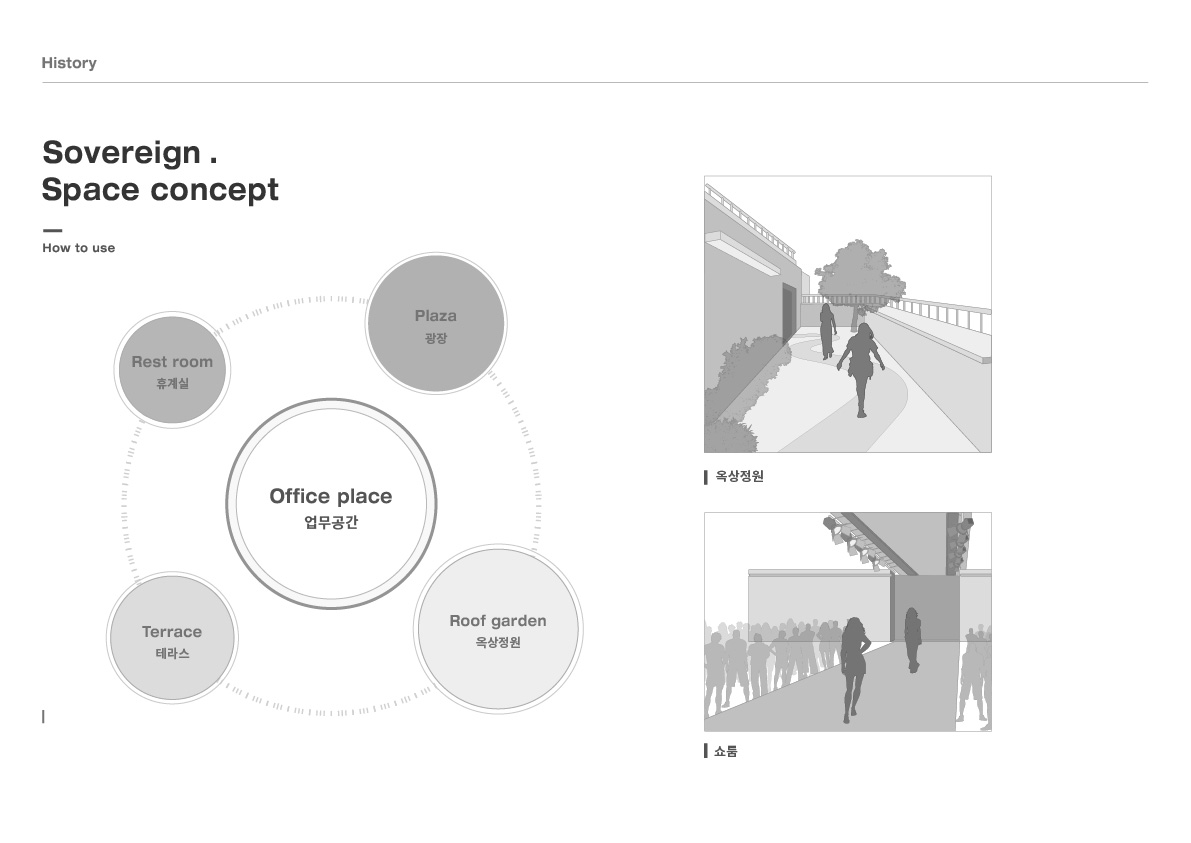 History
Sovereign .
Space concept
How to use
Plaza
광장
Rest room
휴계실
Office place
업무공간
Roof garden
옥상정원
Terrace
테라스
옥상정원
쇼룸